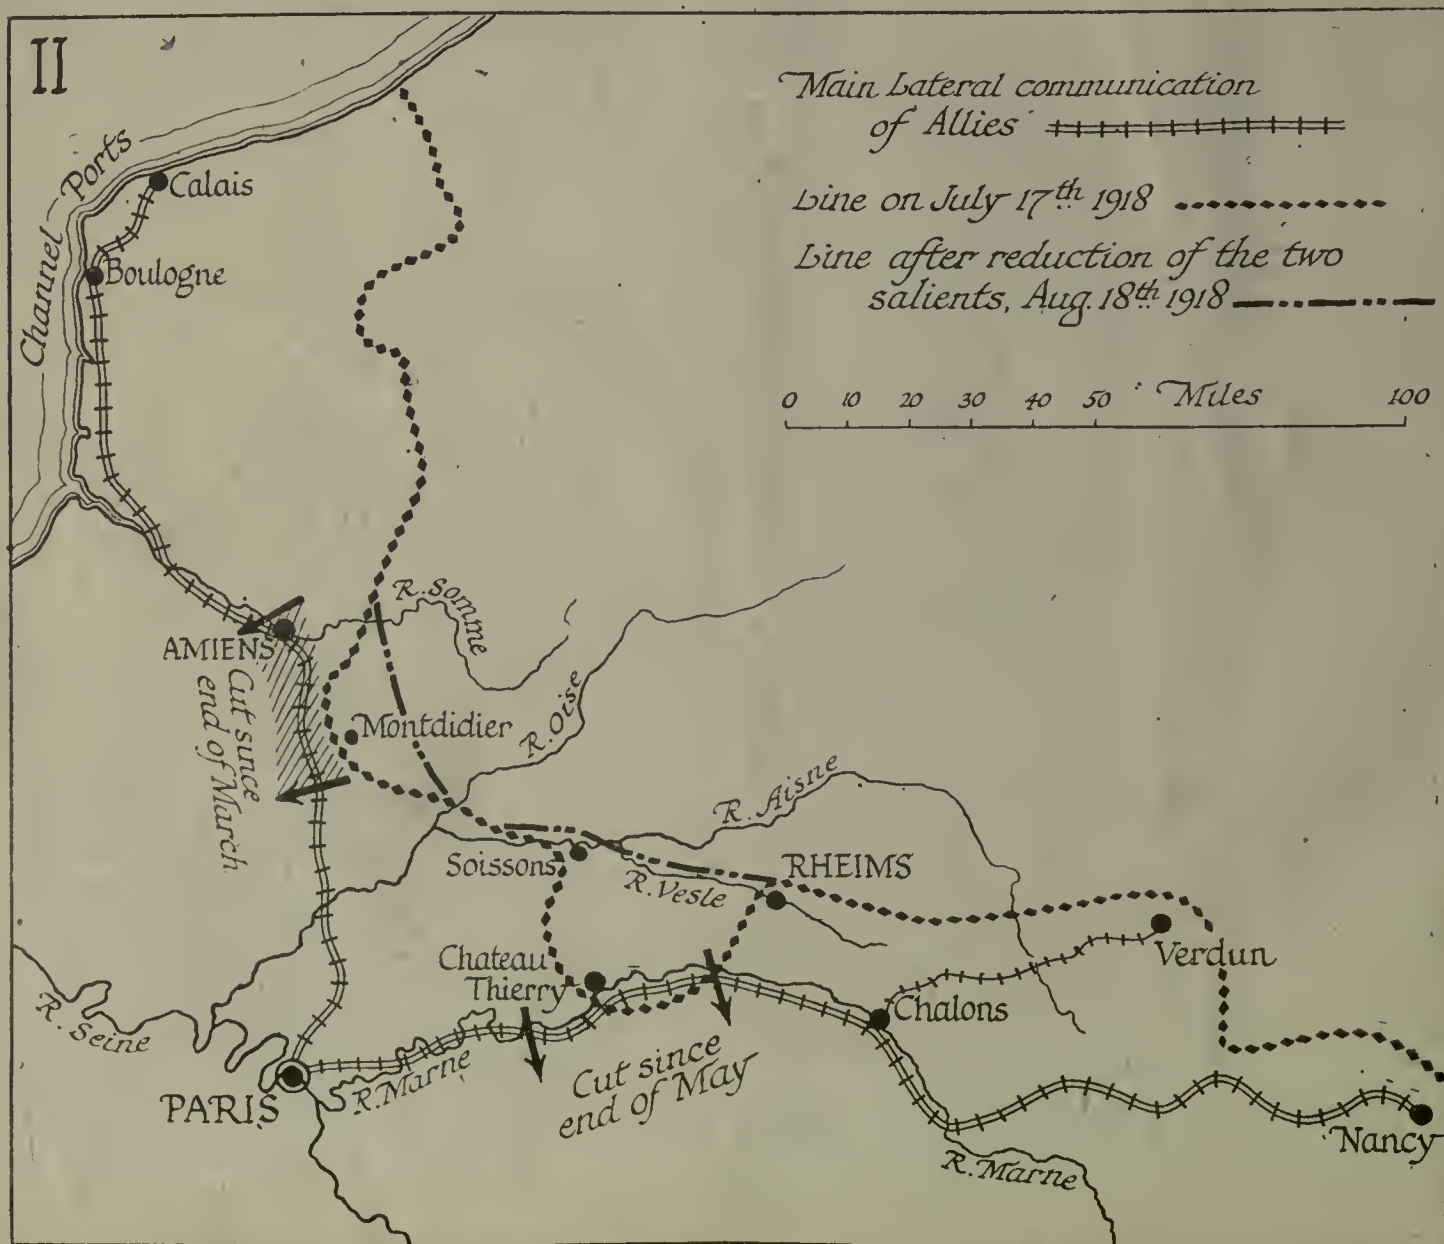 II
Main Lateral communication
of Allies
Line on July 17th 1918
Line after reduction of the two
salients, Aug. 18th 1918
0 10 20 30 40 50 Miles 100
Channel Ports
Calais
Boulogne
R. Somme
AMIENS
Cut since
end of March
Montdidier
R. Oise
R. Aisne
Soissons
R. Vesle
RHEIMS
Chateau
Thierry
Verdun
Chalons
R. Seine
R. Marne
Cut since
end of May
PARIS
Nancy
R. Marne